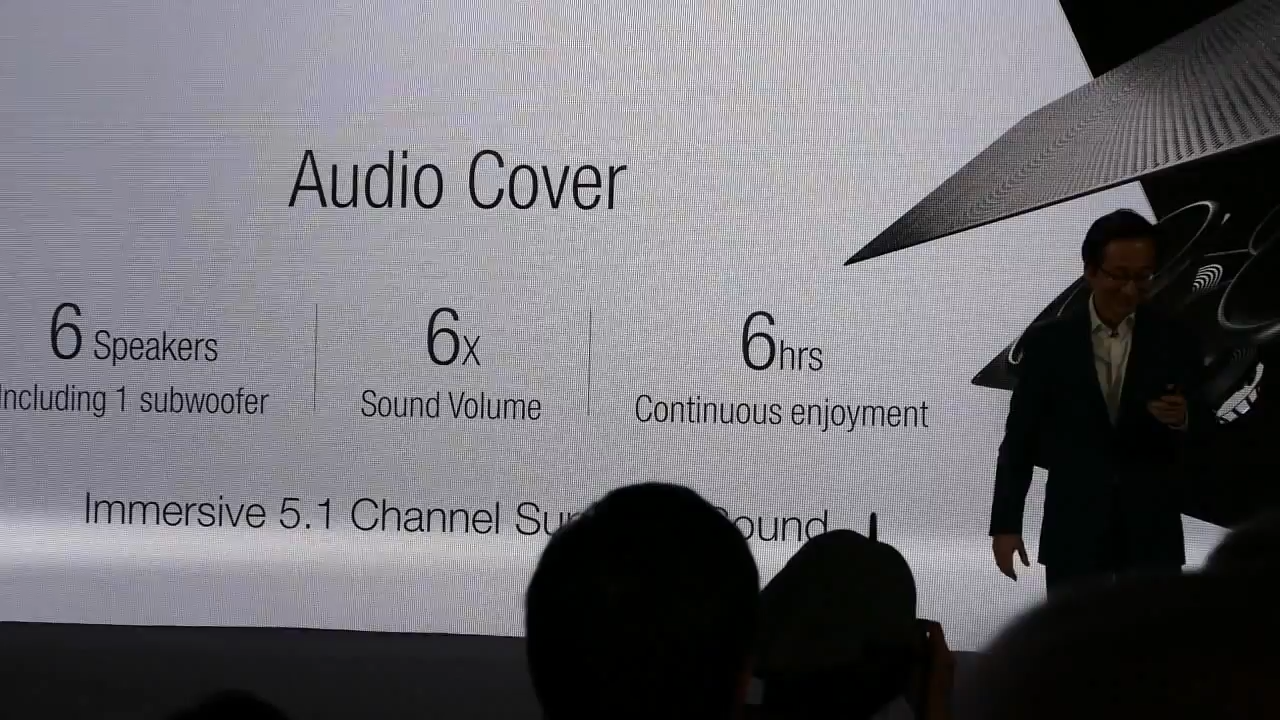 Audio Cover
6 Speakers
Including 1 subwoofer
6x
Sound Volume
6hrs
Continuous enjoyment
Immersive 5.1 Channel